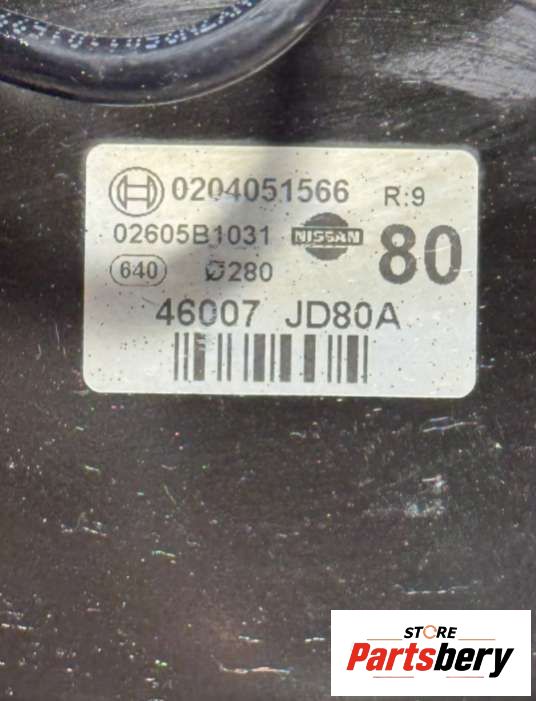 0204051566 R:9
02605B1031 NISSAN 80
640 Ø280
46007 JD80A
STORE
Partsbery